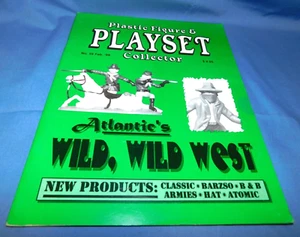 Plastic Figure &
PLAYSET
Collector
Atlantic's
WILD, WILD WEST
NEW PRODUCTS: CLASSIC • BARZSO • B & B
ARMIES • HAT • ATOMIC